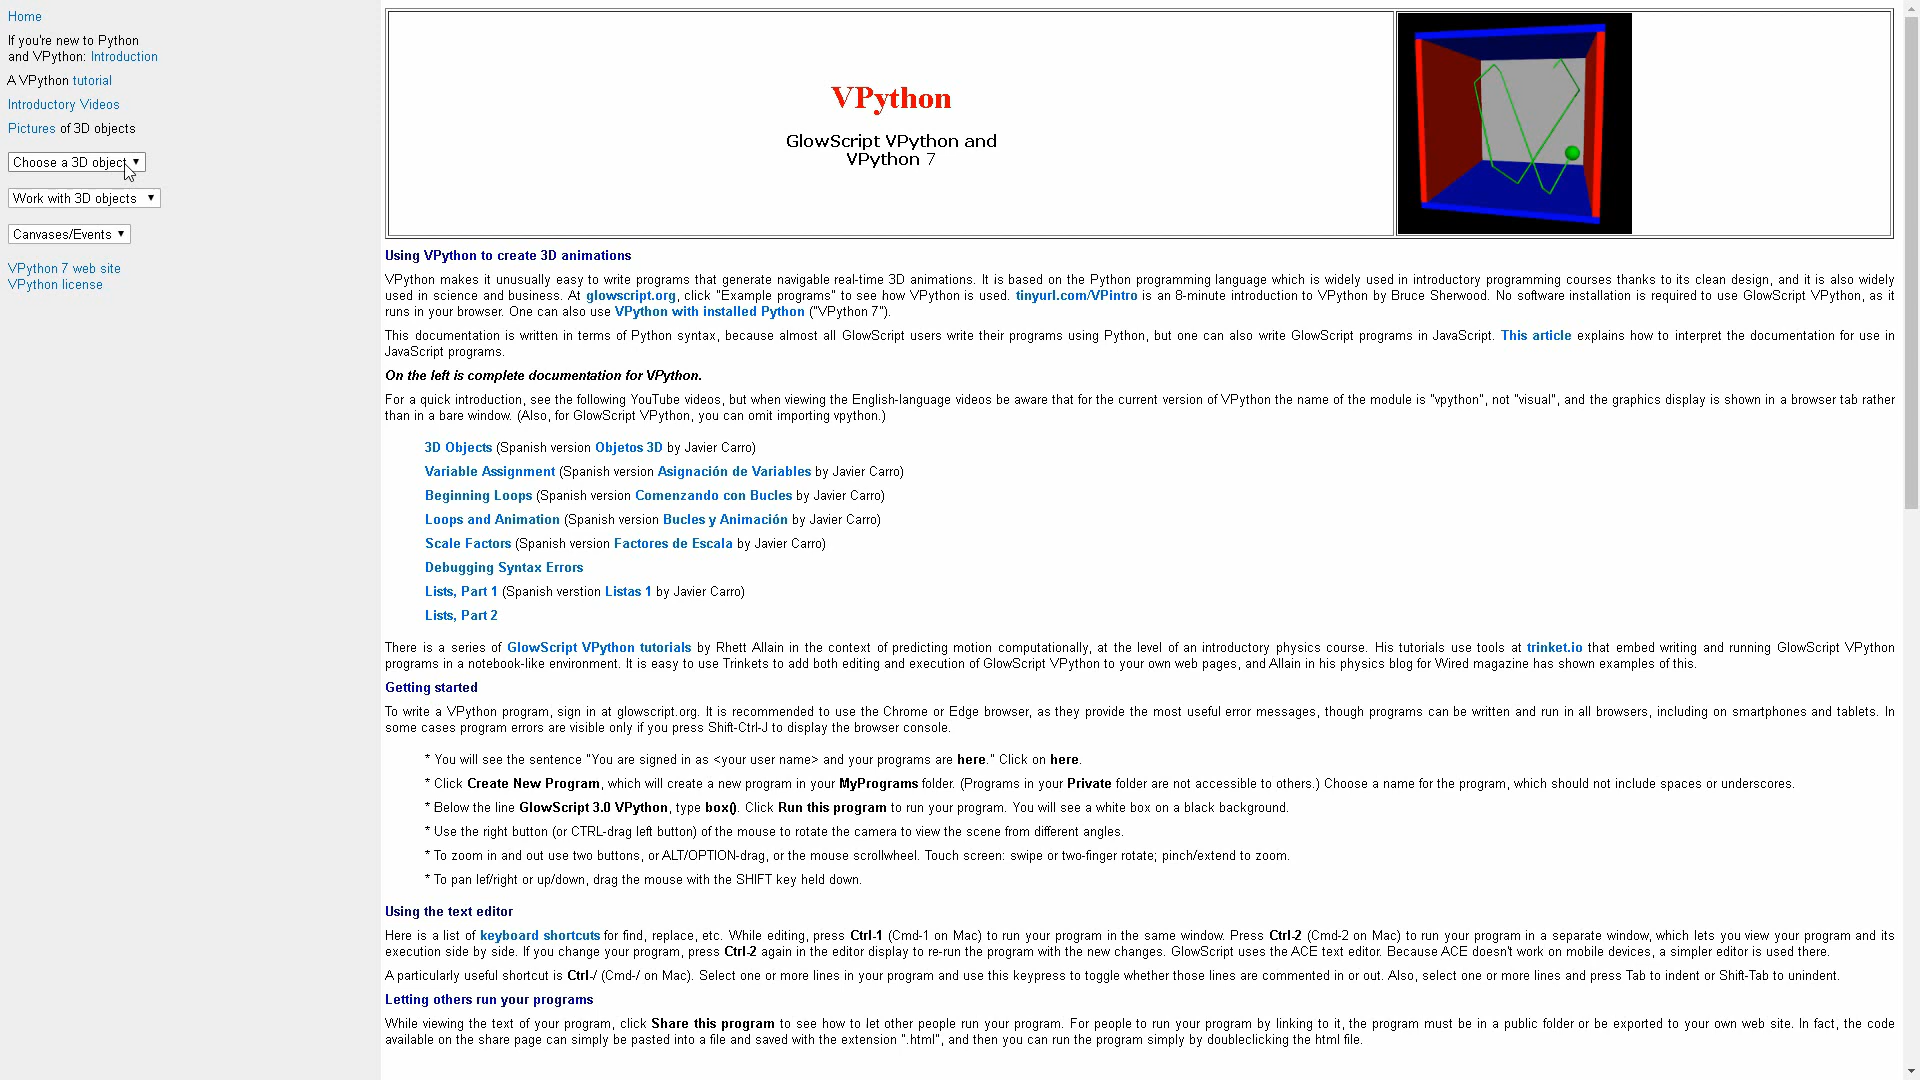 Home
If you're new to Python
and VPython: Introduction
A VPython tutorial
Introductory Videos
Pictures of 3D objects
Choose a 3D object
Work with 3D objects
Canvases/Events
VPython 7 web site
VPython license
VPython
GlowScript VPython and
VPython 7
Using VPython to create 3D animations
VPython makes it unusually easy to write programs that generate navigable real-time 3D animations. It is based on the Python programming language which is widely used in introductory programming courses thanks to its clean design, and it is also widely
used in science and business. At glowscript.org, click "Example programs" to see how VPython is used. tinyurl.com/VPintro is an 8-minute introduction to VPython by Bruce Sherwood. No software installation is required to use GlowScript VPython, as it
runs in your browser. One can also use VPython with installed Python ("VPython 7").
This documentation is written in terms of Python syntax, because almost all GlowScript users write their programs using Python, but one can also write GlowScript programs in JavaScript. This article explains how to interpret the documentation for use in
JavaScript programs.
On the left is complete documentation for VPython.
For a quick introduction, see the following YouTube videos, but when viewing the English-language videos be aware that for the current version of VPython the name of the module is "vpython", not "visual", and the graphics display is shown in a browser tab rather
than in a bare window. (Also, for GlowScript VPython, you can omit importing vpython.)
3D Objects (Spanish version Objetos 3D by Javier Carro)
Variable Assignment (Spanish version Asignación de Variables by Javier Carro)
Beginning Loops (Spanish version Comenzando con Bucles by Javier Carro)
Loops and Animation (Spanish version Bucles y Animación by Javier Carro)
Scale Factors (Spanish version Factores de Escala by Javier Carro)
Debugging Syntax Errors
Lists, Part 1 (Spanish verstion Listas 1 by Javier Carro)
Lists, Part 2
There is a series of GlowScript VPython tutorials by Rhett Allain in the context of predicting motion computationally, at the level of an introductory physics course. His tutorials use tools at trinket.io that embed writing and running GlowScript VPython
programs in a notebook-like environment. It is easy to use Trinkets to add both editing and execution of GlowScript VPython to your own web pages, and Allain in his physics blog for Wired magazine has shown examples of this.
Getting started
To write a VPython program, sign in at glowscript.org. It is recommended to use the Chrome or Edge browser, as they provide the most useful error messages, though programs can be written and run in all browsers, including on smartphones and tablets. In
some cases program errors are visible only if you press Shift-Ctrl-J to display the browser console.
* You will see the sentence "You are signed in as <your user name> and your programs are here." Click on here.
* Click Create New Program, which will create a new program in your MyPrograms folder. (Programs in your Private folder are not accessible to others.) Choose a name for the program, which should not include spaces or underscores.
* Below the line GlowScript 3.0 VPython, type box(). Click Run this program to run your program. You will see a white box on a black background.
* Use the right button (or CTRL-drag left button) of the mouse to rotate the camera to view the scene from different angles.
* To zoom in and out use two buttons, or ALT/OPTION-drag, or the mouse scrollwheel. Touch screen: swipe or two-finger rotate; pinch/extend to zoom.
* To pan lef/right or up/down, drag the mouse with the SHIFT key held down.
Using the text editor
Here is a list of keyboard shortcuts for find, replace, etc. While editing, press Ctrl-1 (Cmd-1 on Mac) to run your program in the same window. Press Ctrl-2 (Cmd-2 on Mac) to run your program in a separate window, which lets you view your program and its
execution side by side. If you change your program, press Ctrl-2 again in the editor display to re-run the program with the new changes. GlowScript uses the ACE text editor. Because ACE doesn't work on mobile devices, a simpler editor is used there.
A particularly useful shortcut is Ctrl-/ (Cmd-/ on Mac). Select one or more lines in your program and use this keypress to toggle whether those lines are commented in or out. Also, select one or more lines and press Tab to indent or Shift-Tab to unindent.
Letting others run your programs
While viewing the text of your program, click Share this program to see how to let other people run your program. For people to run your program by linking to it, the program must be in a public folder or be exported to your own web site. In fact, the code
available on the share page can simply be pasted into a file and saved with the extension ".html", and then you can run the program simply by doubleclicking the html file.